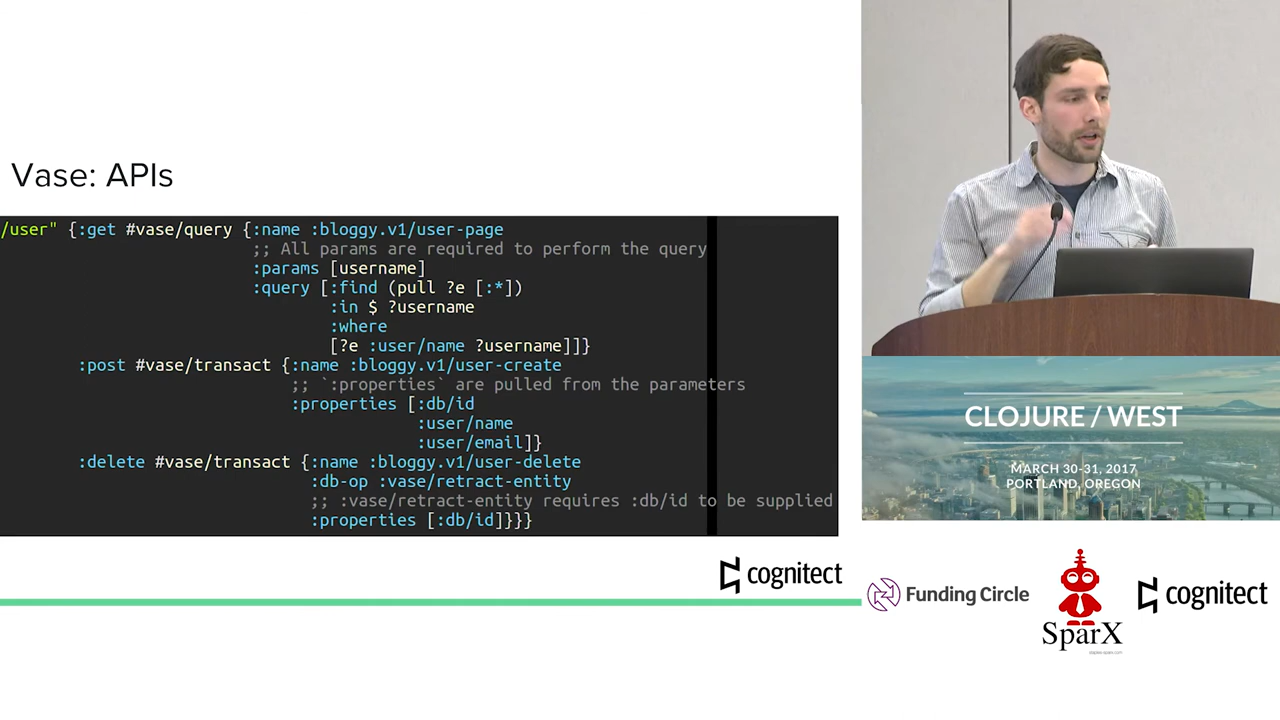 Vase: APIs
/user" {:get #vase/query {:name :bloggy.v1/user-page
;; All params are required to perform the query
:params [username]
:query [:find (pull ?e [:*])
:in $ ?username
:where
[?e :user/name ?username]]}
:post #vase/transact {:name :bloggy.v1/user-create
;; `:properties` are pulled from the parameters
:properties [:db/id
:user/name
:user/email]}
:delete #vase/transact {:name :bloggy.v1/user-delete
:db-op :vase/retract-entity
;; :vase/retract-entity requires :db/id to be supplied
:properties [:db/id]}}}
cognitect
CLOJURE / WEST
MARCH 30-31, 2017
PORTLAND, OREGON
Funding Circle
SparX
cognitect